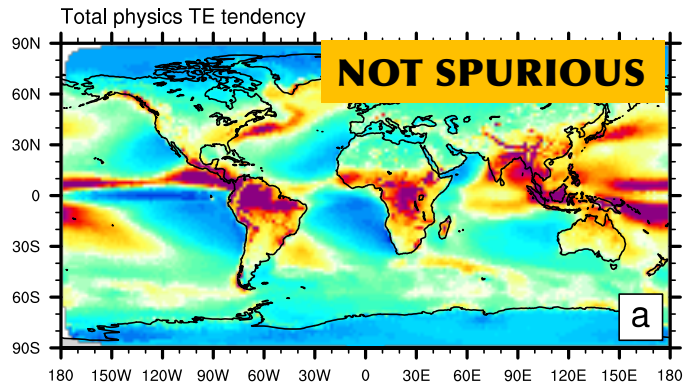 Total physics TE tendency
NOT SPURIOUS
90N
60N
30N
0
30S
60S
90S
a
180 150W 120W 90W 60W 30W 0 30E 60E 90E 120E 150E 180